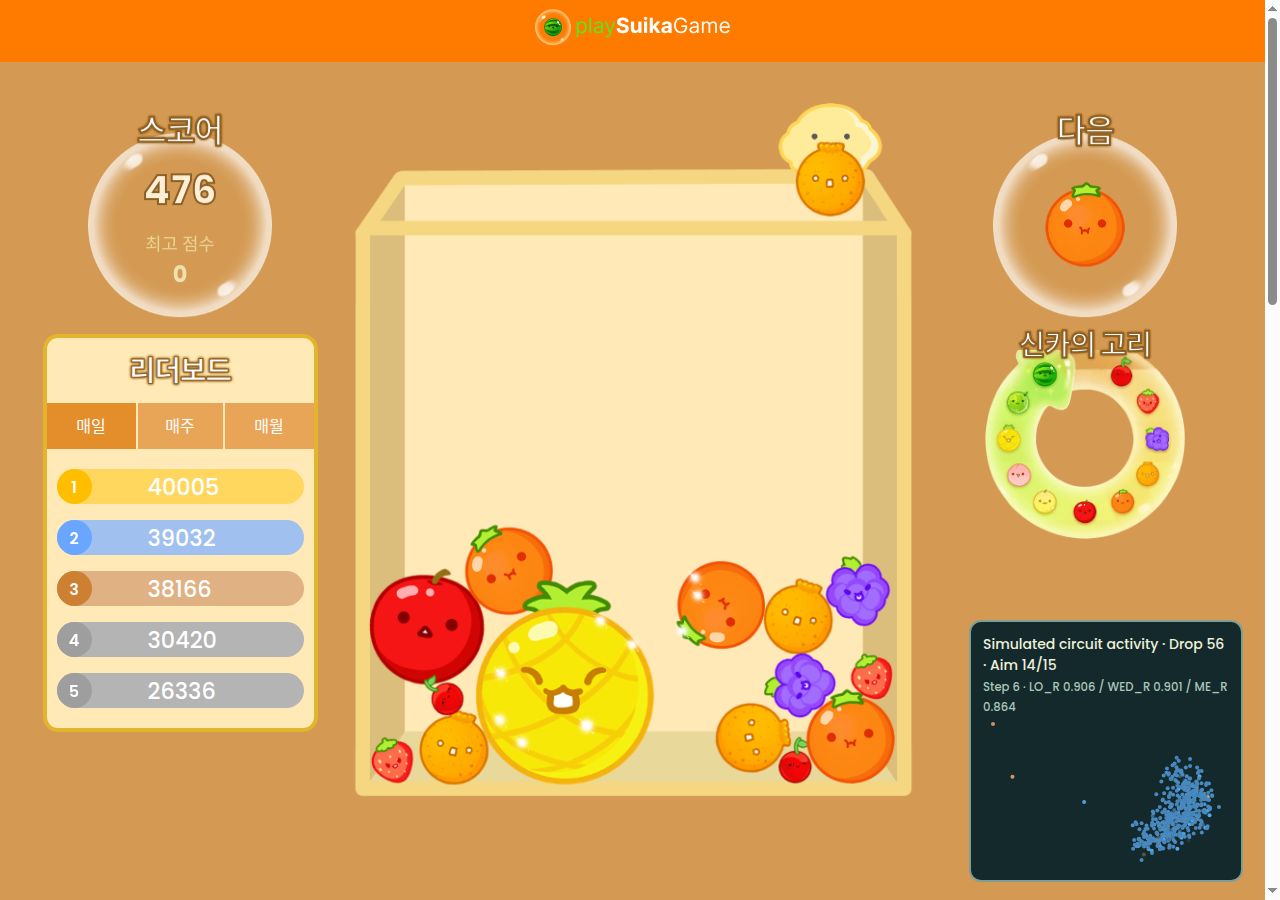 playSuikaGame
스코어
476
최고 점수
0
다음
리더보드
매일 매주 매월
1 40005
2 39032
3 38166
4 30420
5 26336
신카의 고리
Simulated circuit activity · Drop 56
· Aim 14/15
Step 6 · LO_R 0.906 / WED_R 0.901 / ME_R
0.864